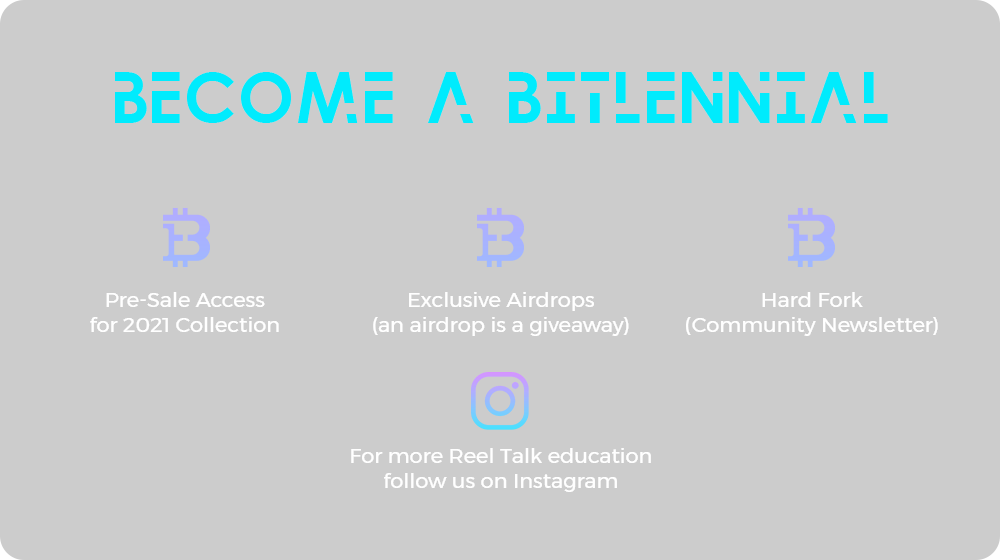 BECOME A BITLENNIAL
Pre-Sale Access
for 2021 Collection
Exclusive Airdrops
(an airdrop is a giveaway)
Hard Fork
(Community Newsletter)
For more Reel Talk education
follow us on Instagram